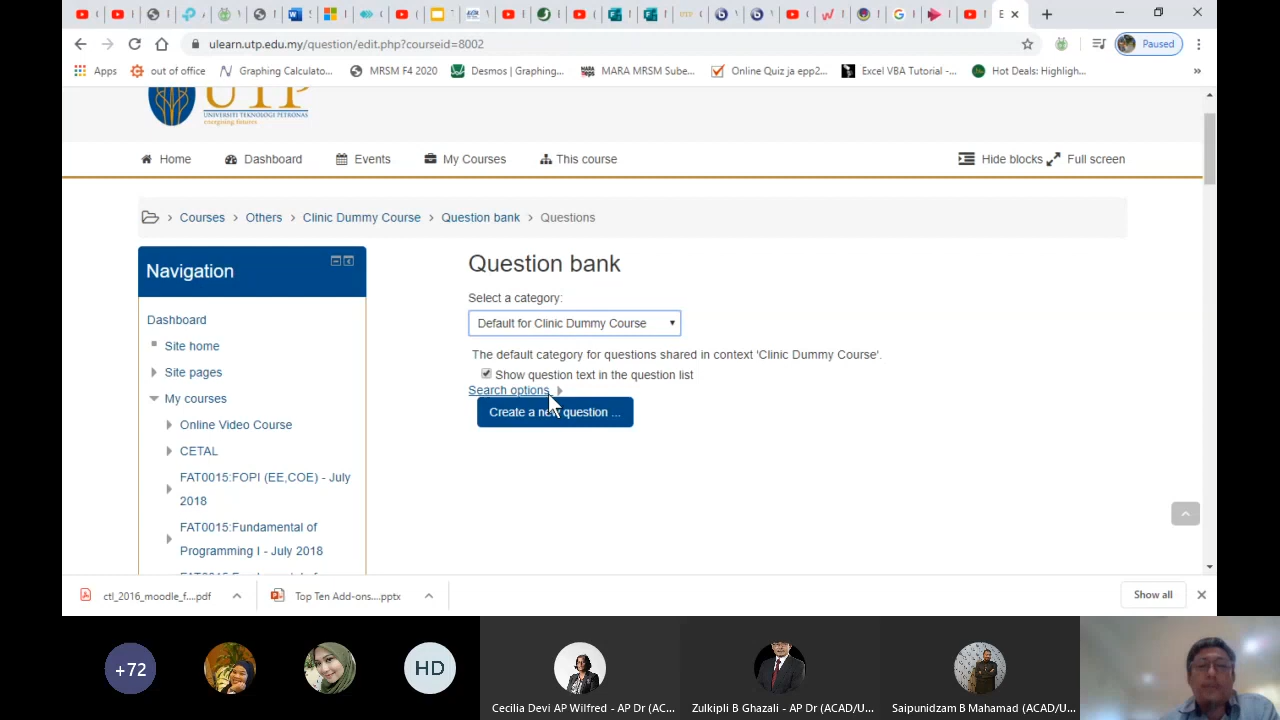 ulearn.utp.edu.my/question/edit.php?courseid=8002
Paused
Apps
out of office
Graphing Calculato...
MRSM F4 2020
Desmos | Graphing...
MARA MRSM Sube...
Online Quiz ja epp2...
Excel VBA Tutorial -...
Hot Deals: Highligh...
»
UTP
UNIVERSITI TEKNOLOGI PETRONAS
energising futures
Home
Dashboard
Events
My Courses
This course
Hide blocks
Full screen
Courses
Others
Clinic Dummy Course
Question bank
Questions
Navigation
Question bank
Select a category:
Default for Clinic Dummy Course
The default category for questions shared in context 'Clinic Dummy Course'.
Show question text in the question list
Search options
Create a new question ...
Dashboard
Site home
Site pages
My courses
Online Video Course
CETAL
FAT0015:FOPI (EE,COE) - July
2018
FAT0015:Fundamental of
Programming I - July 2018
ctl_2016_moodle_f....pdf
Top Ten Add-ons....pptx
Show all
+72
HD
Cecilia Devi AP Wilfred - AP Dr (AC...
Zulkipli B Ghazali - AP Dr (ACAD/U...
Saipunidzam B Mahamad (ACAD/U...